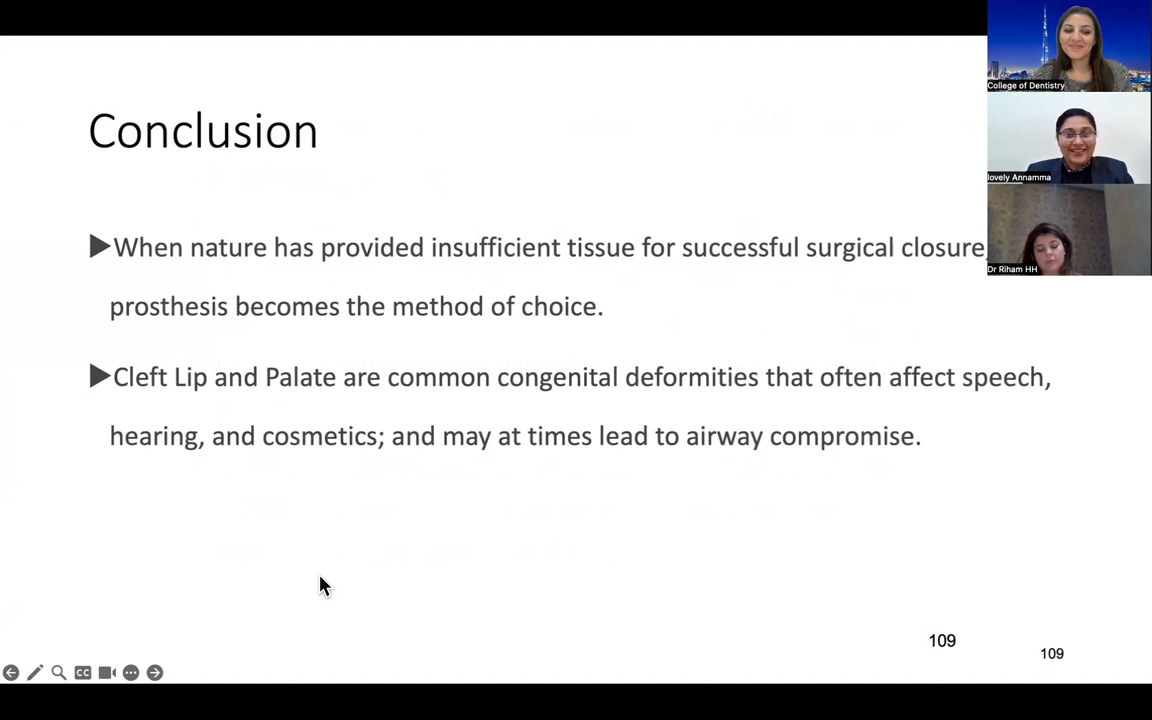 College of Dentistry
Conclusion
lovely Annamma
▶When nature has provided insufficient tissue for successful surgical closure,
Dr Riham HH
prosthesis becomes the method of choice.
▶Cleft Lip and Palate are common congenital deformities that often affect speech,
hearing, and cosmetics; and may at times lead to airway compromise.
109
109
CC